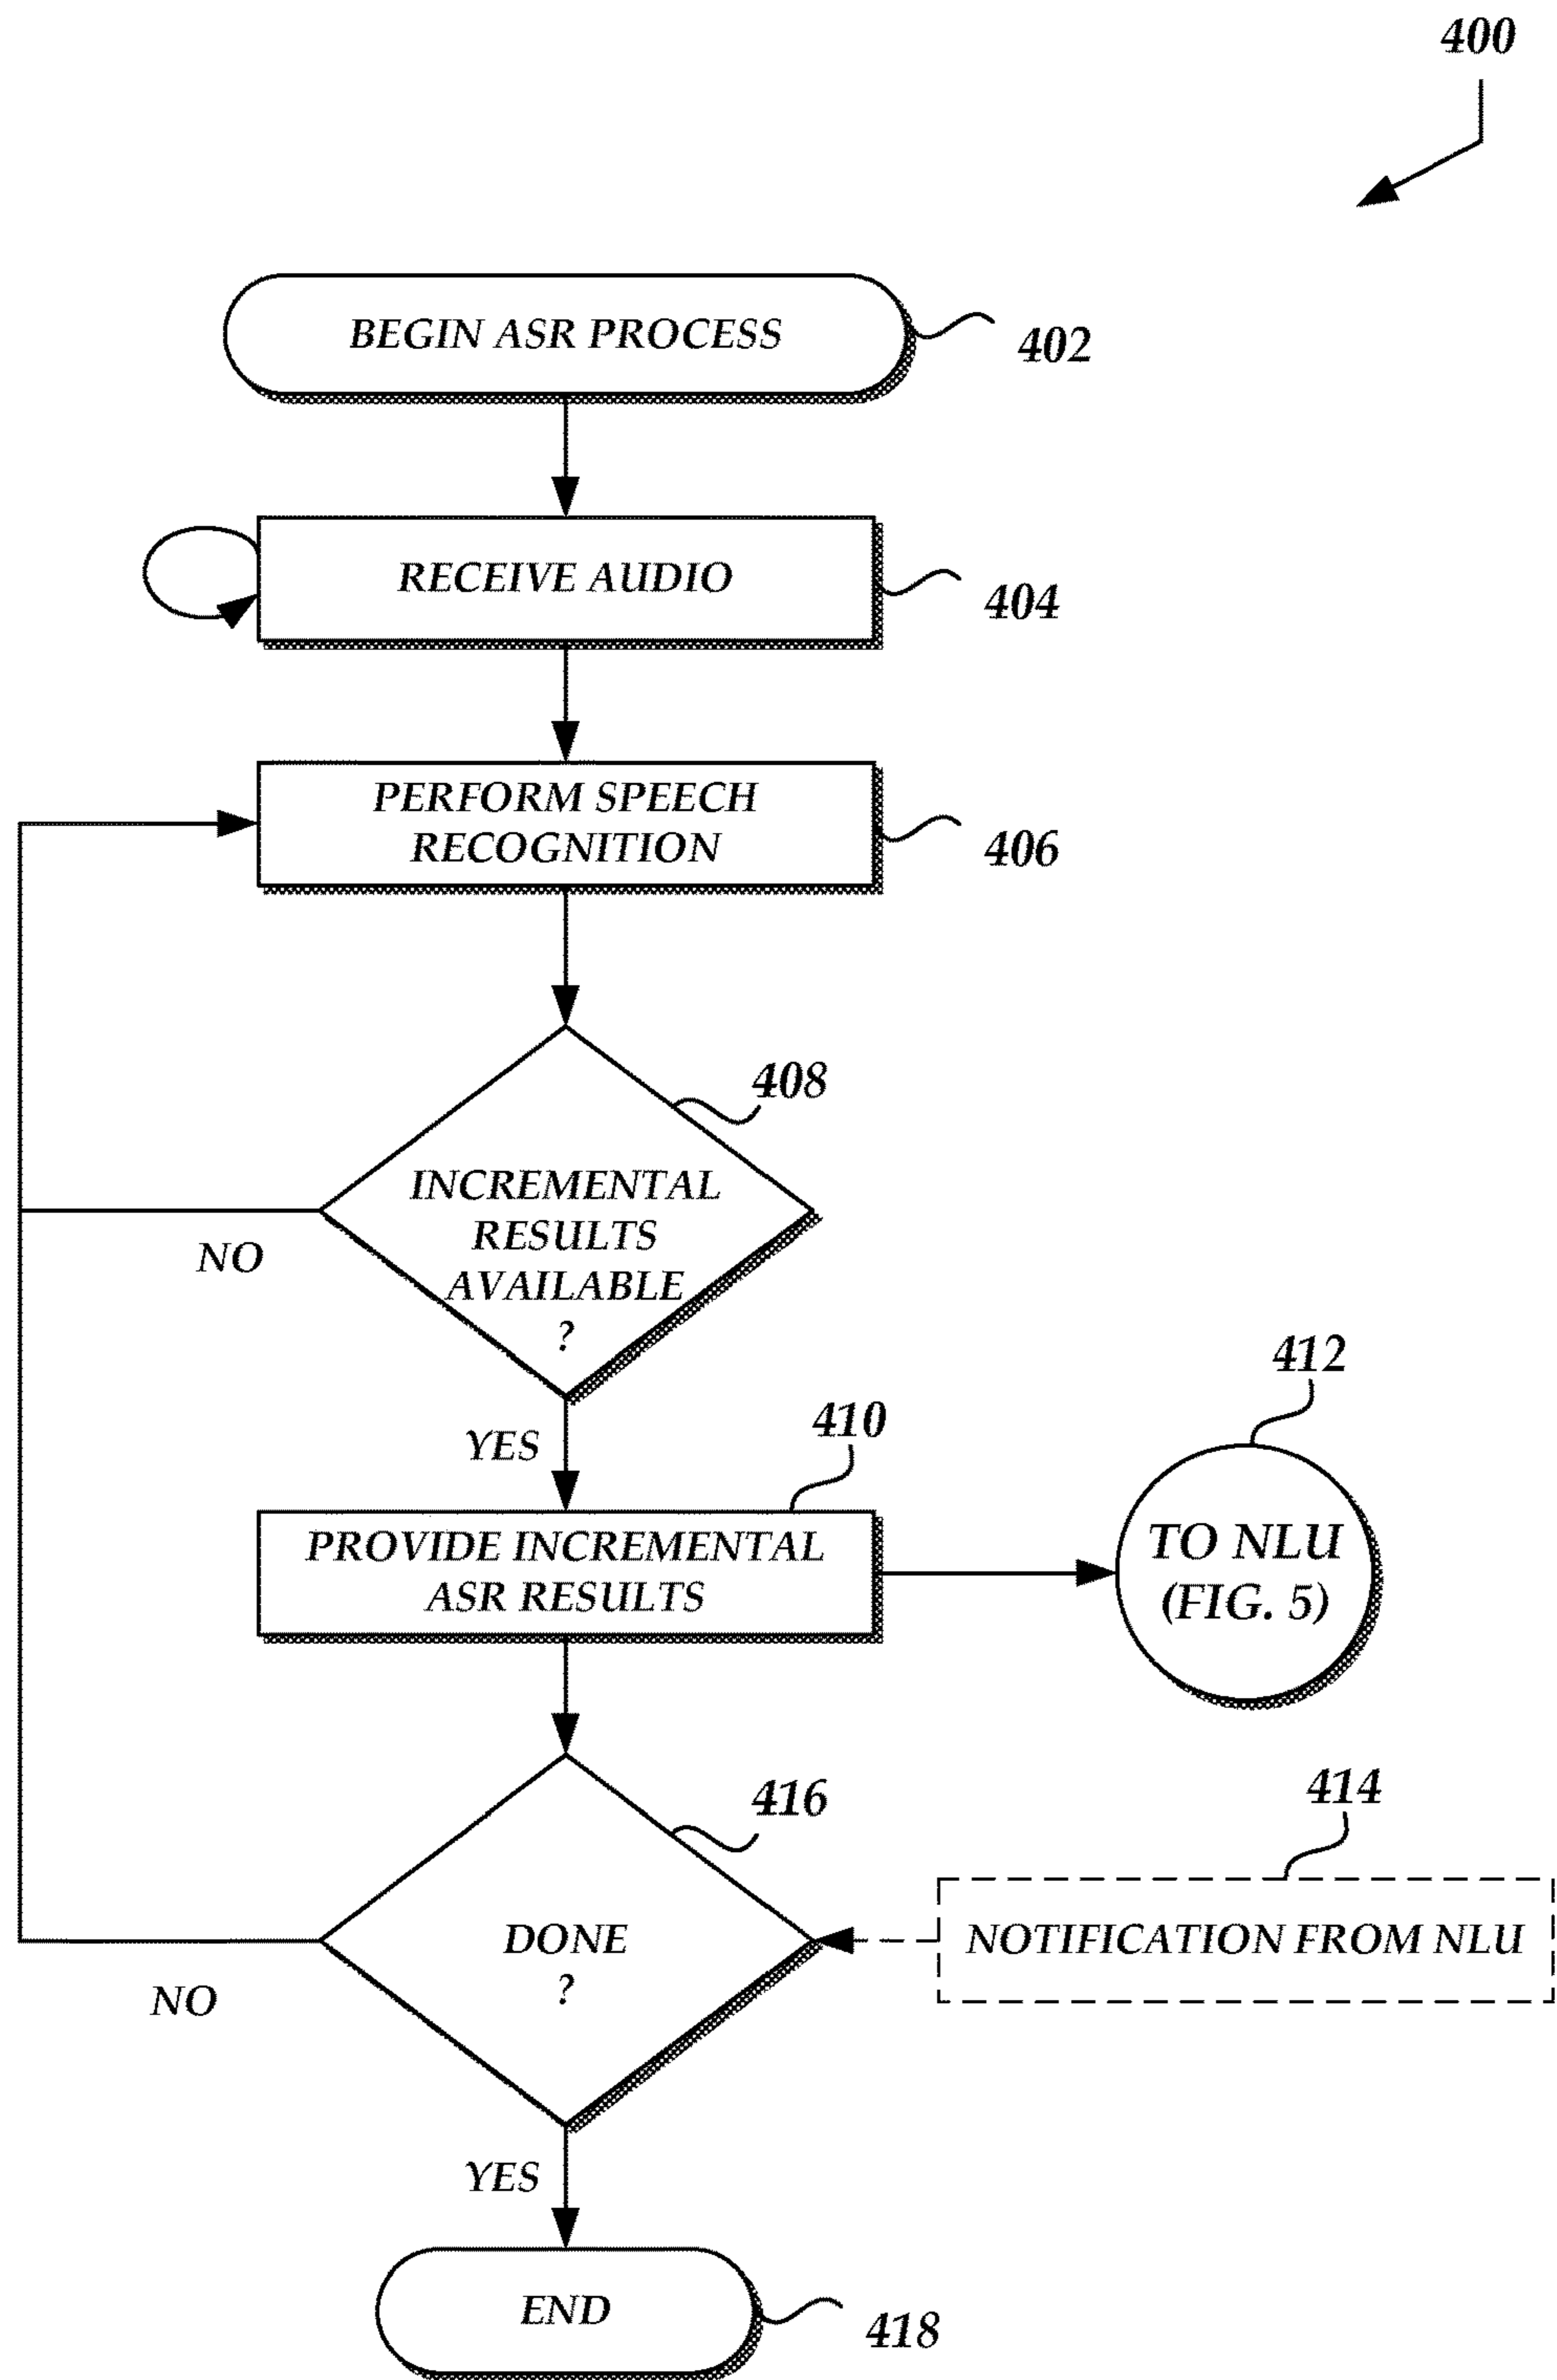 400
BEGIN ASR PROCESS
402
RECEIVE AUDIO
404
PERFORM SPEECH
RECOGNITION
406
408
INCREMENTAL
RESULTS
AVAILABLE
?
NO
YES
410
412
PROVIDE INCREMENTAL
ASR RESULTS
TO NLU
(FIG. 5)
416
414
DONE
?
NOTIFICATION FROM NLU
NO
YES
END
418